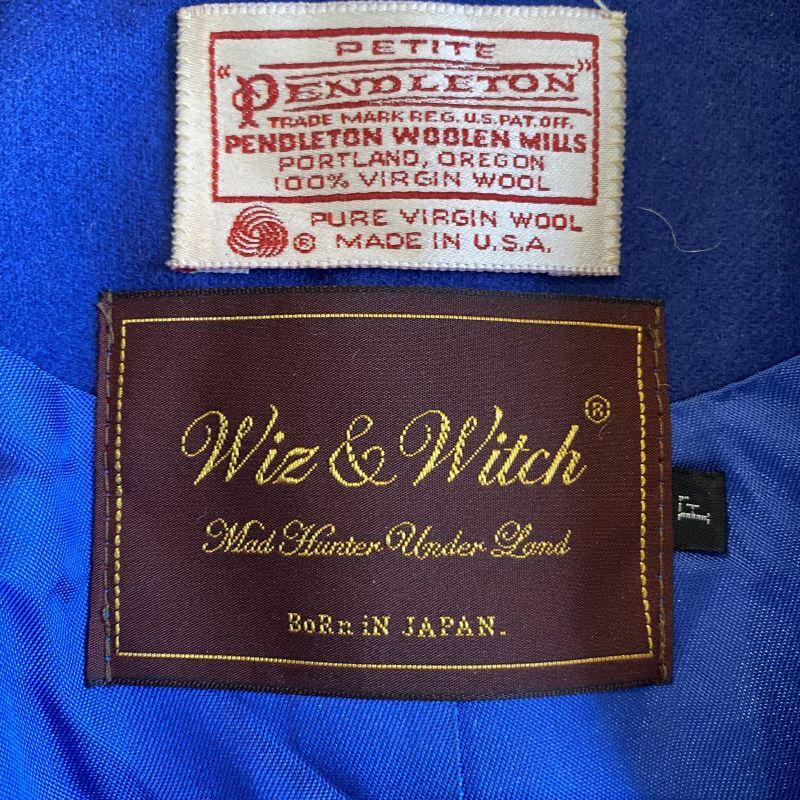 PETITE
"PENDLETON"
TRADE MARK REG. U.S. PAT. OFF.
PENDLETON WOOLEN MILLS
PORTLAND, OREGON
100% VIRGIN WOOL
PURE VIRGIN WOOL
® MADE IN U.S.A.
Wiz & Witch®
Mad Hunter Under Land
BoRn iN JAPAN.
F